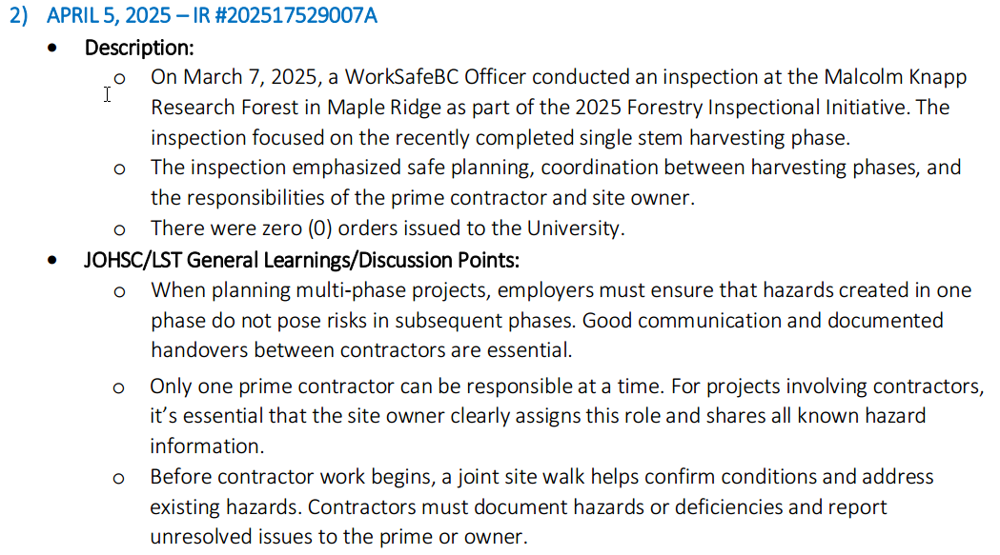 2) APRIL 5, 2025 – IR #202517529007A
• Description:
o On March 7, 2025, a WorkSafeBC Officer conducted an inspection at the Malcolm Knapp
Research Forest in Maple Ridge as part of the 2025 Forestry Inspectional Initiative. The
inspection focused on the recently completed single stem harvesting phase.
o The inspection emphasized safe planning, coordination between harvesting phases, and
the responsibilities of the prime contractor and site owner.
o There were zero (0) orders issued to the University.
• JOHSC/LST General Learnings/Discussion Points:
o When planning multi-phase projects, employers must ensure that hazards created in one
phase do not pose risks in subsequent phases. Good communication and documented
handovers between contractors are essential.
o Only one prime contractor can be responsible at a time. For projects involving contractors,
it’s essential that the site owner clearly assigns this role and shares all known hazard
information.
o Before contractor work begins, a joint site walk helps confirm conditions and address
existing hazards. Contractors must document hazards or deficiencies and report
unresolved issues to the prime or owner.